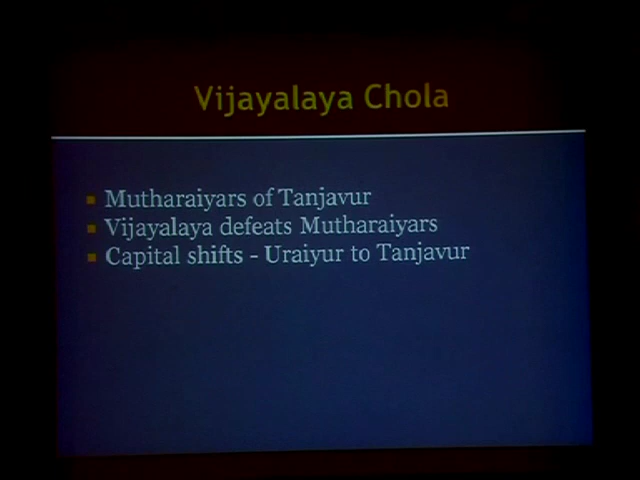 Vijayalaya Chola
Mutharaiyars of Tanjavur
Vijayalaya defeats Mutharaiyars
Capital shifts - Uraiyur to Tanjavur